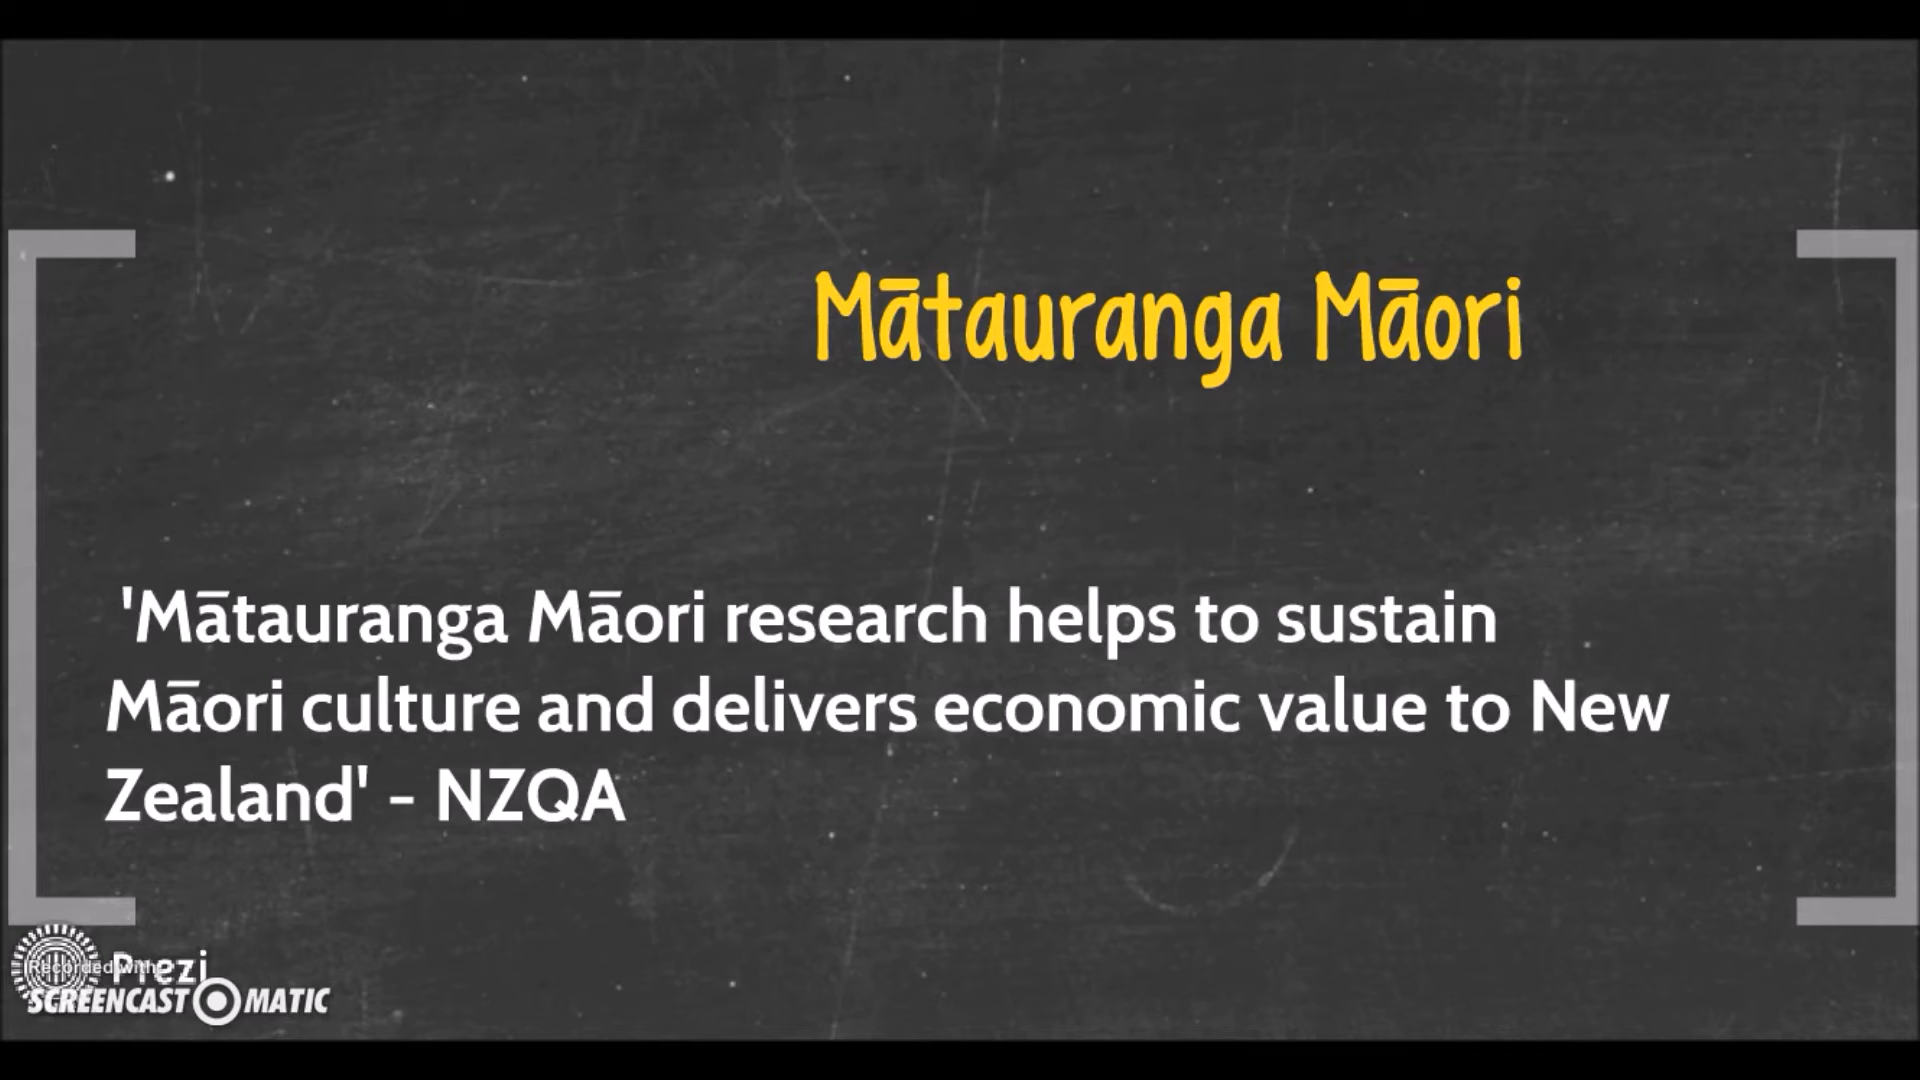 Mātauranga Māori
'Mātauranga Māori research helps to sustain
Māori culture and delivers economic value to New
Zealand' - NZQA
Prezi
Recorded with
SCREENCAST MATIC